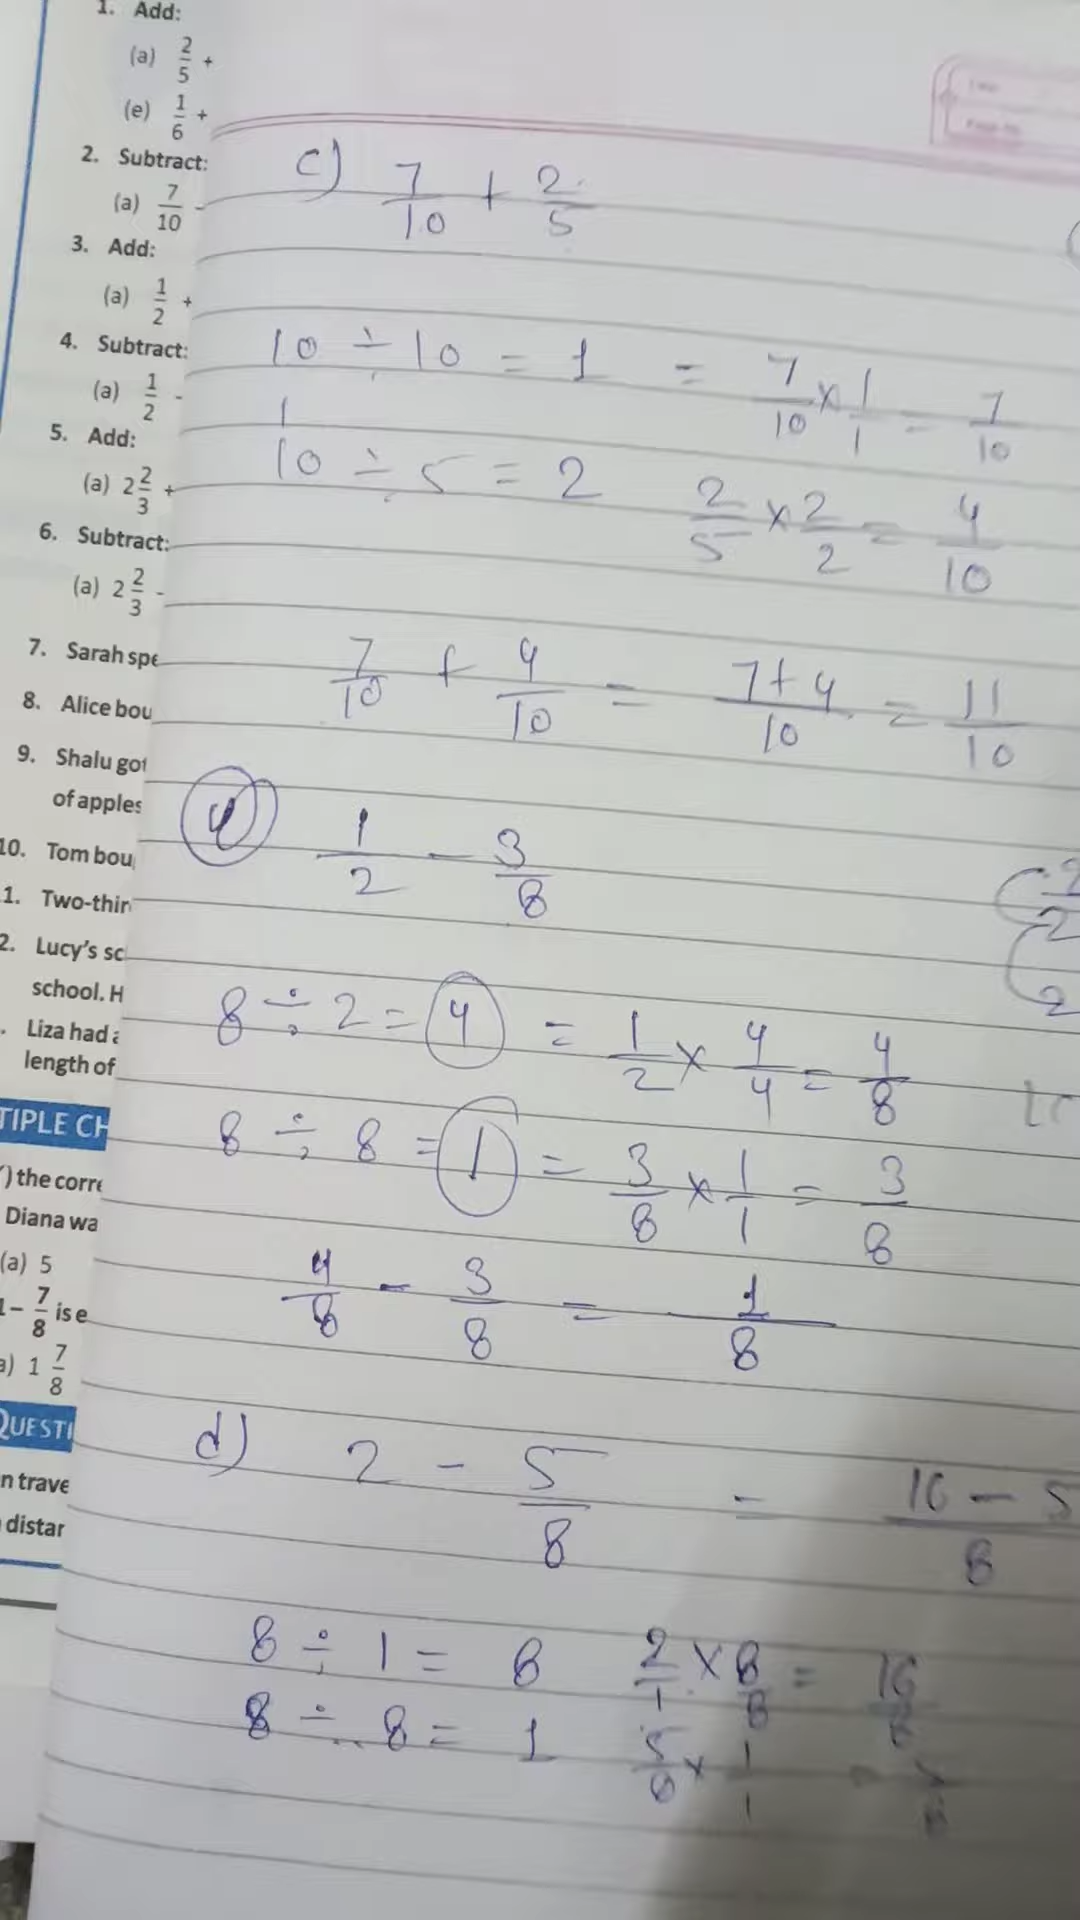 1. Add:
(a) 2/5 +
(e) 1/6 +
2. Subtract:
(a) 7/10 -
3. Add:
(a) 1/2 +
4. Subtract:
(a) 1/2 -
5. Add:
(a) 2 2/3 +
6. Subtract:
(a) 2 2/3 -
7. Sarah spe
8. Alice bou
9. Shalu got
of apples
10. Tom bou
1. Two-thir
2. Lucy's sc
school. H
. Liza had a
length of
TIPLE CH
) the corre
Diana wa
(a) 5
1 - 7/8 is e
a) 1 7/8
QUESTI
n trave
distan
c) 7/10 + 2/5
10 ÷ 10 = 1 = 7/10 × 1/1 = 7/10
1
10 ÷ 5 = 2 2/5 × 2/2 = 4/10
7/10 + 4/10 = 7+4/10 = 11/10
4 1/2 - 3/8
8 ÷ 2 = 4 = 1/2 × 4/4 = 4/8
8 ÷ 8 = 1 = 3/8 × 1/1 = 3/8
4/8 - 3/8 = 1/8
d) 2 - 5/8 = 16 - 5/8
8 ÷ 1 = 8 2/1 × 8/8 = 16/8
8 ÷ 8 = 1 5/8 × 1/1 = 5/8